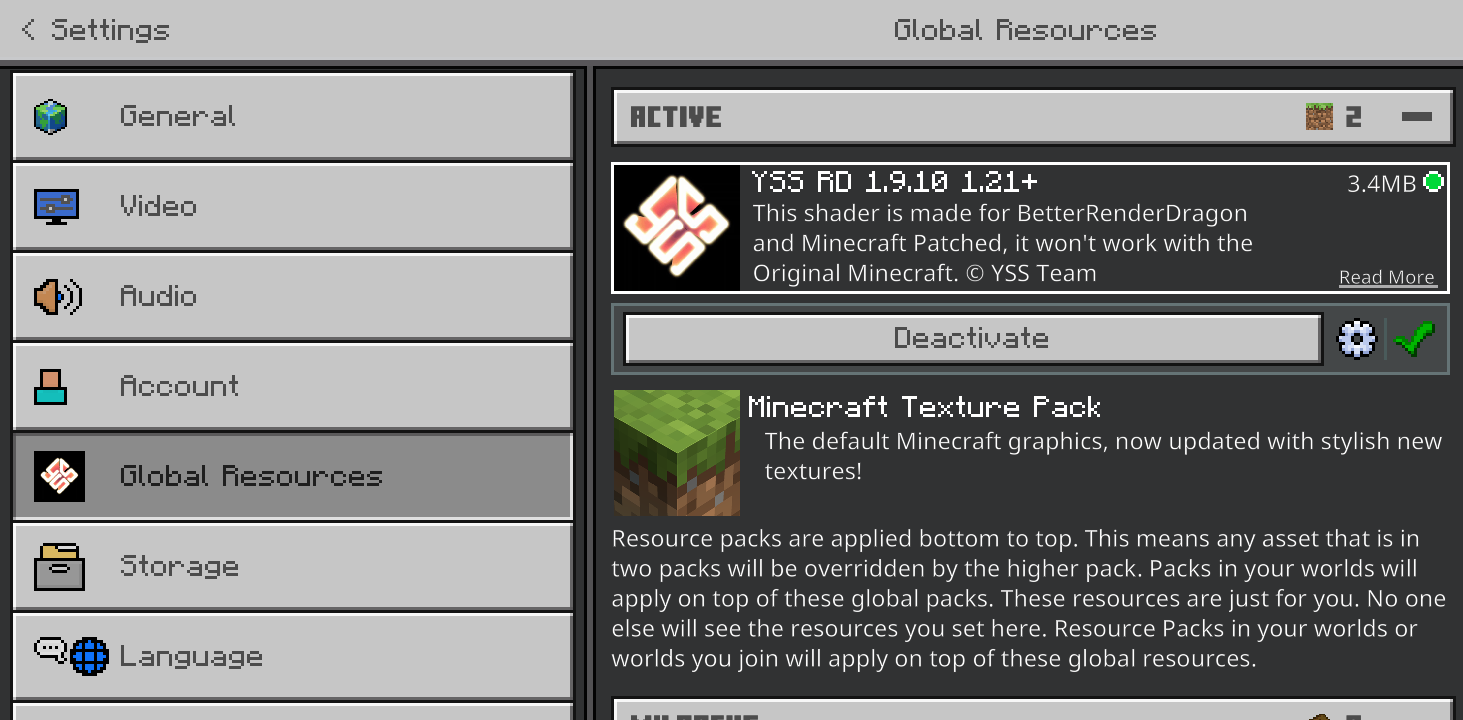 Settings
Global Resources
General
Video
Audio
Account
Global Resources
Storage
Language
ACTIVE
2
YSS RD 1.9.10 1.21+
3.4MB
This shader is made for BetterRenderDragon
and Minecraft Patched, it won't work with the
Original Minecraft. © YSS Team
Read More
Deactivate
Minecraft Texture Pack
The default Minecraft graphics, now updated with stylish new
textures!
Resource packs are applied bottom to top. This means any asset that is in
two packs will be overridden by the higher pack. Packs in your worlds will
apply on top of these global packs. These resources are just for you. No one
else will see the resources you set here. Resource Packs in your worlds or
worlds you join will apply on top of these global resources.